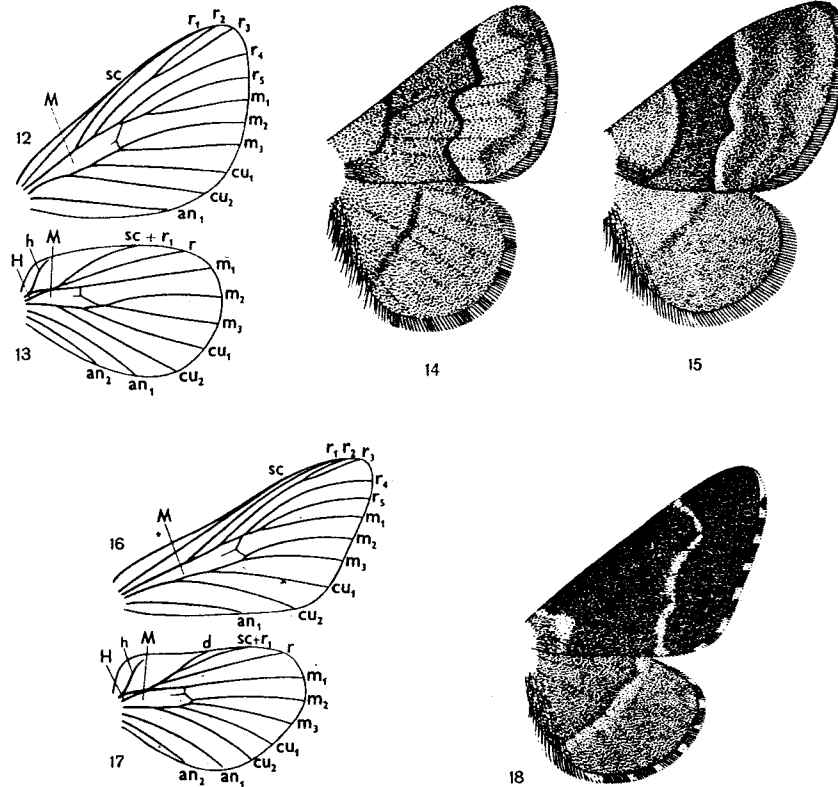 r₁ r₂ r₃
r₄
r₅
m₁
m₂
m₃
cu₁
cu₂
an₁
sc
M
12
H h M sc + r₁ r
m₁
m₂
m₃
cu₁
cu₂
an₁
an₂
13
14
15
r₁ r₂ r₃
r₄
r₅
m₁
m₂
m₃
cu₁
cu₂
an₁
sc
M
16
H h M d sc+r₁ r
m₁
m₂
m₃
cu₁
cu₂
an₁
an₂
17
18